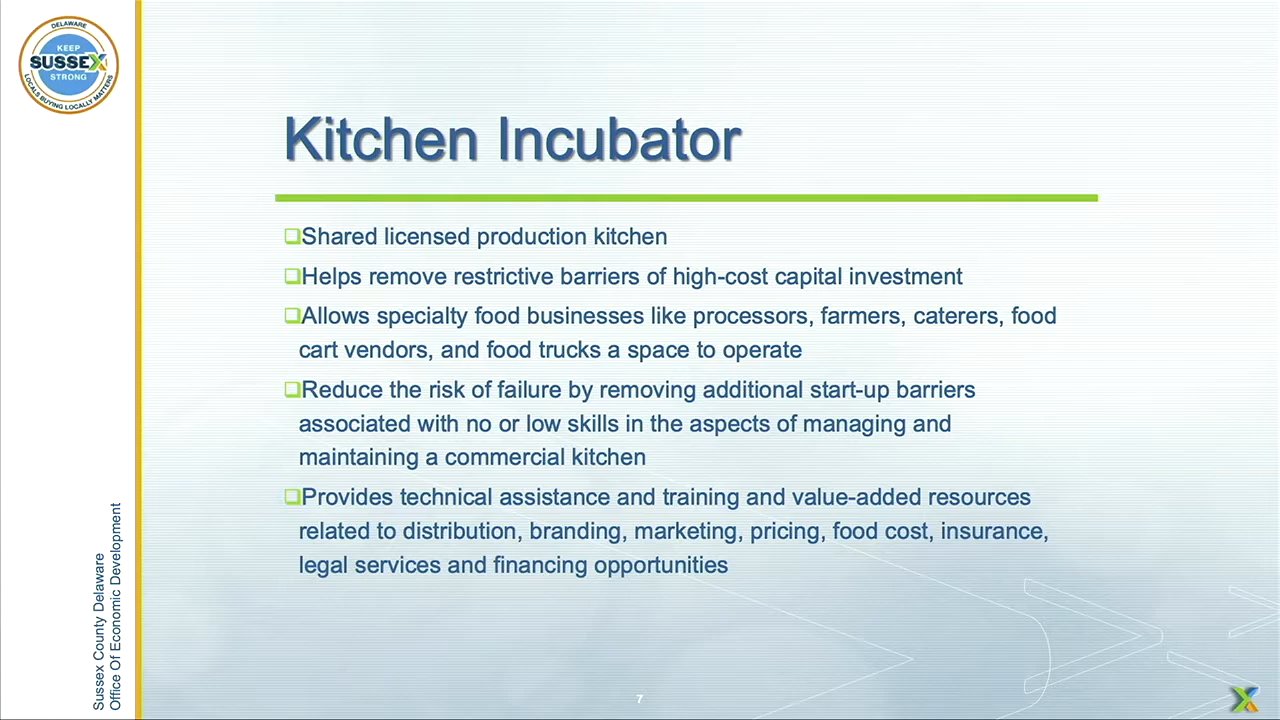 DELAWARE
KEEP
SUSSEX
STRONG
LOCALS BUYING LOCALLY MATTERS
Kitchen Incubator
Shared licensed production kitchen
Helps remove restrictive barriers of high-cost capital investment
Allows specialty food businesses like processors, farmers, caterers, food
cart vendors, and food trucks a space to operate
Reduce the risk of failure by removing additional start-up barriers
associated with no or low skills in the aspects of managing and
maintaining a commercial kitchen
Provides technical assistance and training and value-added resources
related to distribution, branding, marketing, pricing, food cost, insurance,
legal services and financing opportunities
Sussex County Delaware
Office Of Economic Development
7